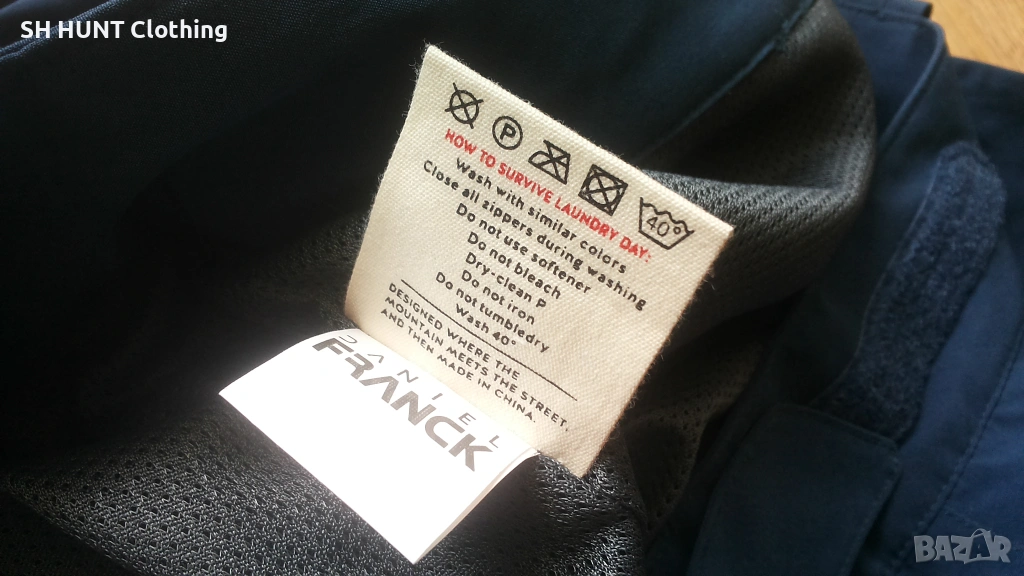 SH HUNT Clothing
P
40°
HOW TO SURVIVE LAUNDRY DAY:
Wash with similar colors
Close all zippers during washing
Do not use softener
Do not bleach
Dry-clean P
Do not iron
Do not tumbledry
Wash 40°
DESIGNED WHERE THE
MOUNTAIN MEETS THE STREET,
AND THEN MADE IN CHINA.
DANIEL
FRANCK
BAZAR